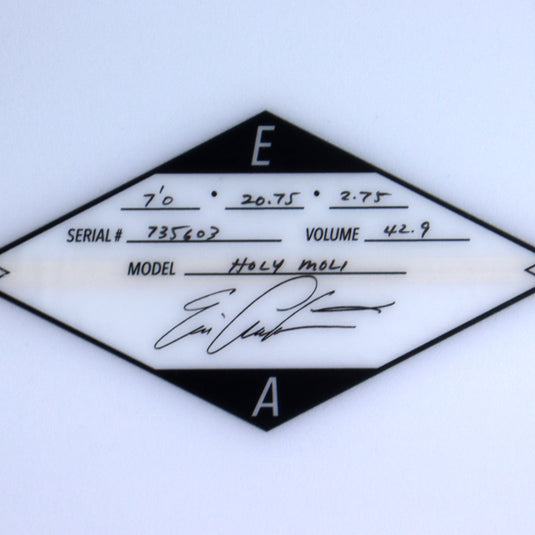 E
7'0 • 20.75 • 2.75
SERIAL # 735603 VOLUME 42.9
MODEL HOLY MOLI
A